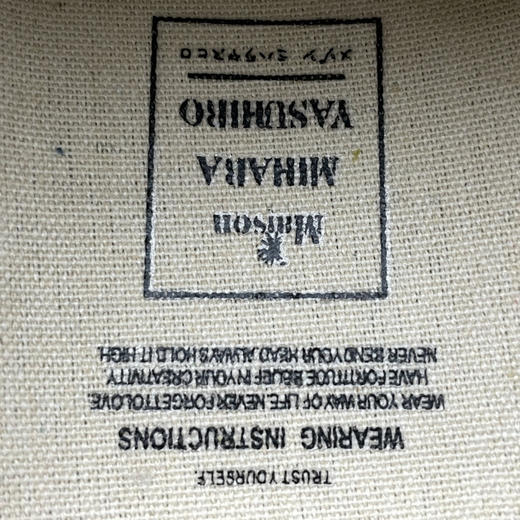 TRUST YOURSELF.
WEARING INSTRUCTIONS
WEAR YOUR WAY OF LIFE. NEVER FORGET TO LOVE.
HAVE FORTITUDE BELIEF IN YOUR CREATIVITY.
NEVER BEND YOUR HEAD. ALWAYS HOLD IT HIGH.
Maison
MIHARA
YASUHIRO
メゾン ミハラヤスヒロ